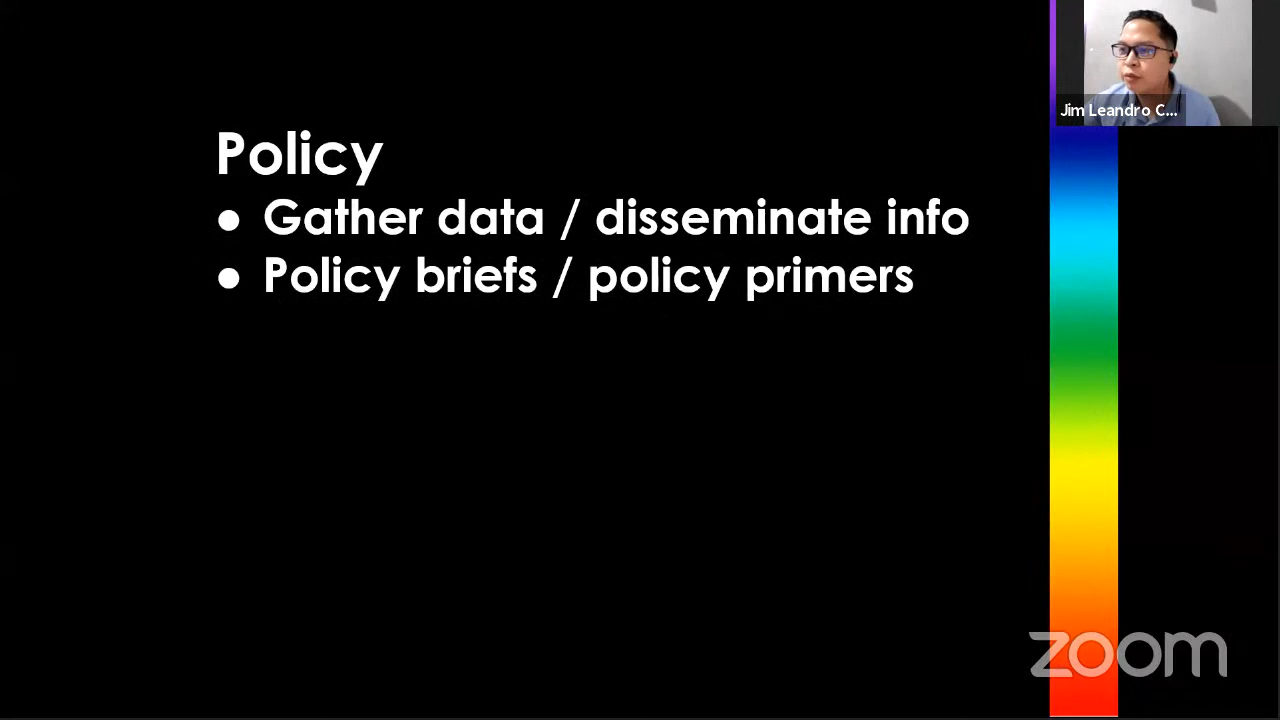 Policy
● Gather data / disseminate info
● Policy briefs / policy primers
Jim Leandro C...
zoom